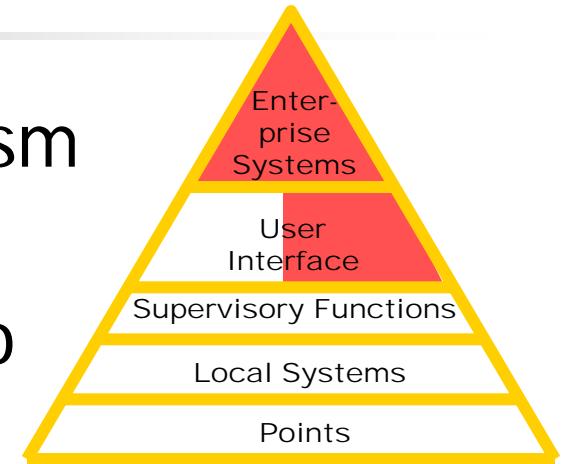 sm
Enter-
prise
Systems
User
Interface
Supervisory Functions
Local Systems
Points